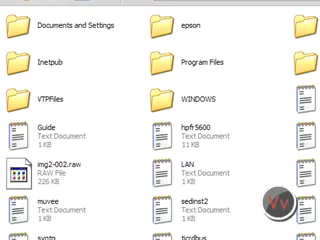 Documents and Settings
epson
Inetpub
Program Files
VTPFiles
WINDOWS
Guide
Text Document
1 KB
hpfr5600
Text Document
11 KB
img2-002.raw
RAW File
226 KB
LAN
Text Document
1 KB
muvee
Text Document
1 KB
sedinst2
Text Document
1 KB
Vv